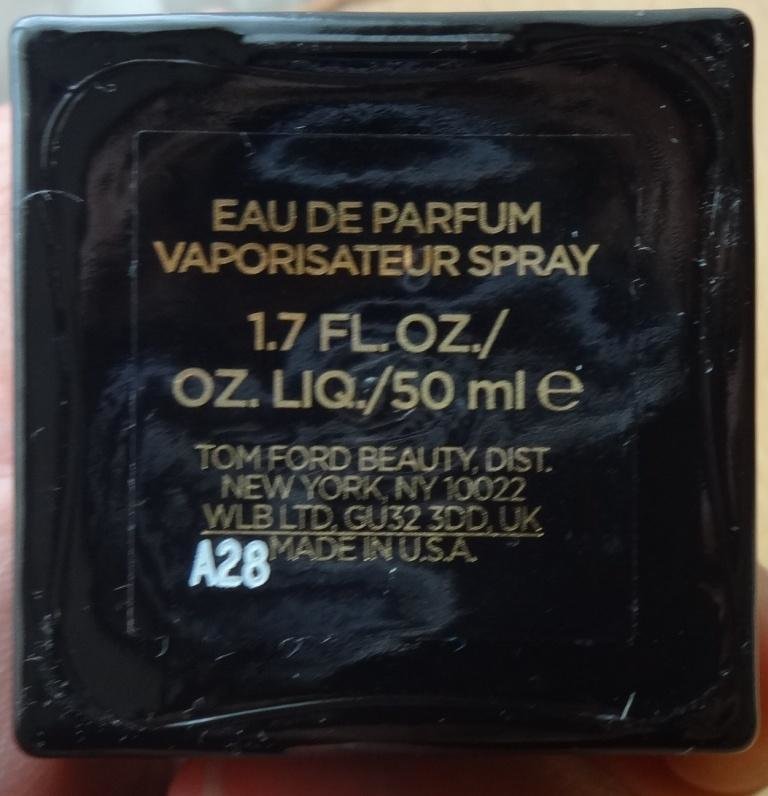 EAU DE PARFUM
VAPORISATEUR SPRAY
1.7 FL. OZ./
OZ. LIQ./50 ml ℮
TOM FORD BEAUTY, DIST.
NEW YORK, NY 10022
WLB LTD, GU32 3DD, UK
A28 MADE IN U.S.A.